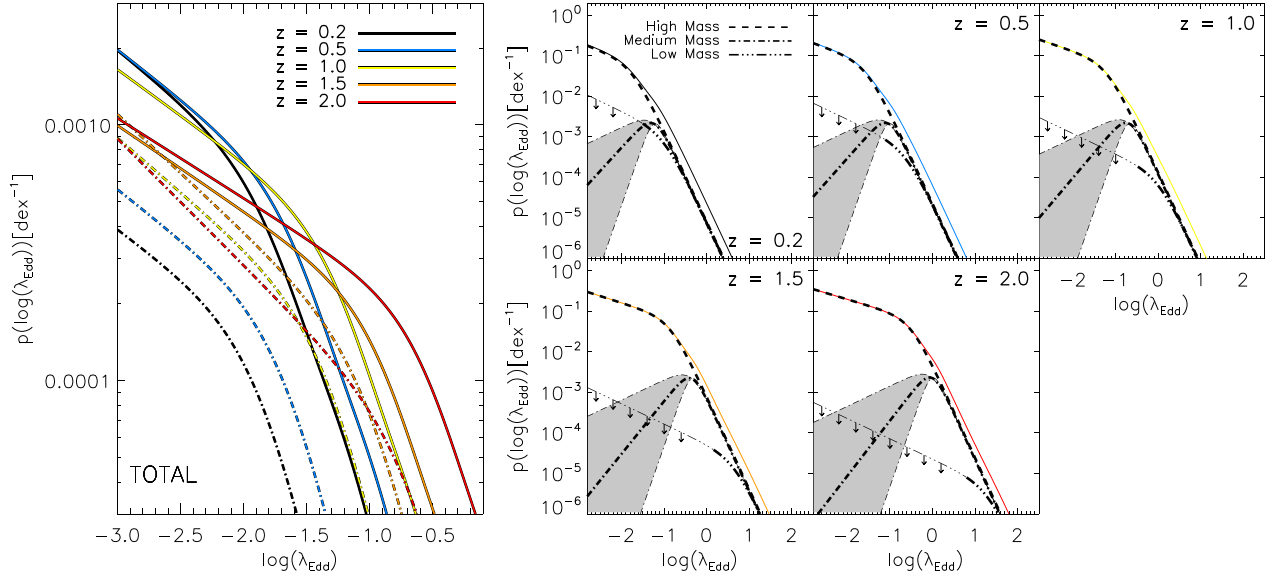 z = 0.2
z = 0.5
z = 1.0
z = 1.5
z = 2.0
0.0010
0.0001
p(log(λEdd))[dex⁻¹]
TOTAL
−3.0 −2.5 −2.0 −1.5 −1.0 −0.5
log(λEdd)
10⁰
10⁻¹
10⁻²
10⁻³
10⁻⁴
10⁻⁵
10⁻⁶
p(log(λEdd))[dex⁻¹]
High Mass
Medium Mass
Low Mass
z = 0.2
z = 0.5
z = 1.0
−2 −1 0 1 2
log(λEdd)
10⁰
10⁻¹
10⁻²
10⁻³
10⁻⁴
10⁻⁵
10⁻⁶
p(log(λEdd))[dex⁻¹]
z = 1.5
z = 2.0
−2 −1 0 1 2
log(λEdd)
−2 −1 0 1 2
log(λEdd)